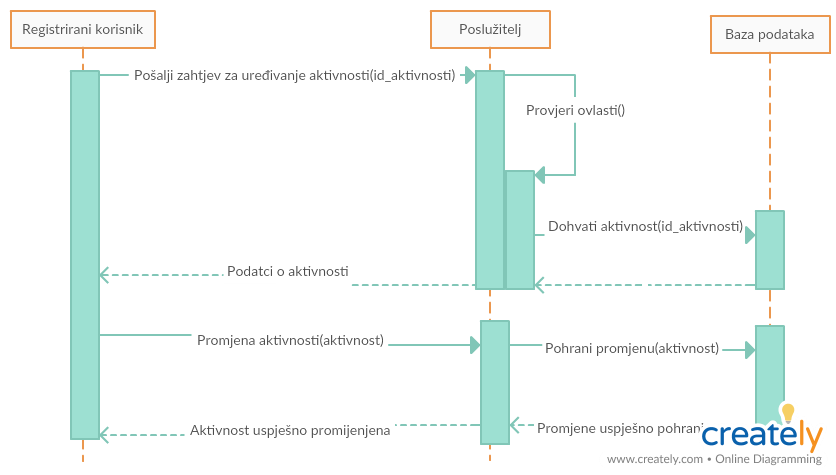 Registrirani korisnik
Poslužitelj
Baza podataka
Pošalji zahtjev za uređivanje aktivnosti(id_aktivnosti)
Provjeri ovlasti()
Dohvati aktivnost(id_aktivnosti)
Podatci o aktivnosti
Promjena aktivnosti(aktivnost)
Pohrani promjenu(aktivnost)
Aktivnost uspješno promijenjena
Promjene uspješno
creately
www.creately.com • Online Diagramming